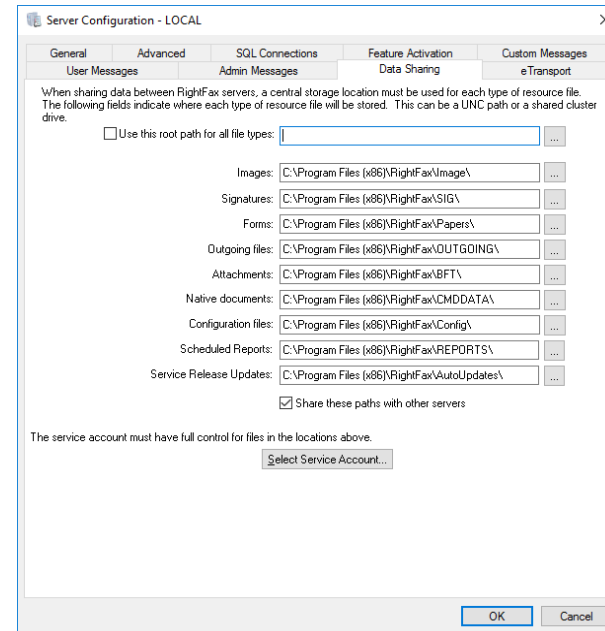 Server Configuration - LOCAL
General Advanced SQL Connections Feature Activation Custom Messages
User Messages Admin Messages Data Sharing eTransport
When sharing data between RightFax servers, a central storage location must be used for each type of resource file.
The following fields indicate where each type of resource file will be stored. This can be a UNC path or a shared cluster
drive.
Use this root path for all file types: ...
Images: C:\Program Files (x86)\RightFax\Image\ ...
Signatures: C:\Program Files (x86)\RightFax\SIG\ ...
Forms: C:\Program Files (x86)\RightFax\Papers\ ...
Outgoing files: C:\Program Files (x86)\RightFax\OUTGOING\ ...
Attachments: C:\Program Files (x86)\RightFax\BFT\ ...
Native documents: C:\Program Files (x86)\RightFax\CMDDATA\ ...
Configuration files: C:\Program Files (x86)\RightFax\Config\ ...
Scheduled Reports: C:\Program Files (x86)\RightFax\REPORTS\ ...
Service Release Updates: C:\Program Files (x86)\RightFax\AutoUpdates\ ...
Share these paths with other servers
The service account must have full control for files in the locations above.
Select Service Account...
OK Cancel